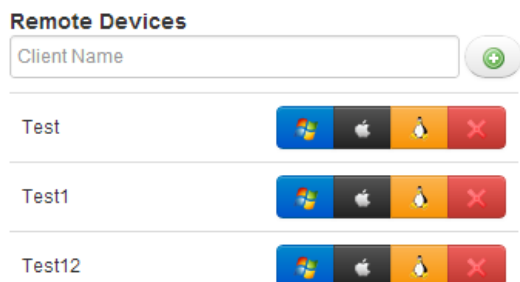 Remote Devices
Client Name
Test
Test1
Test12